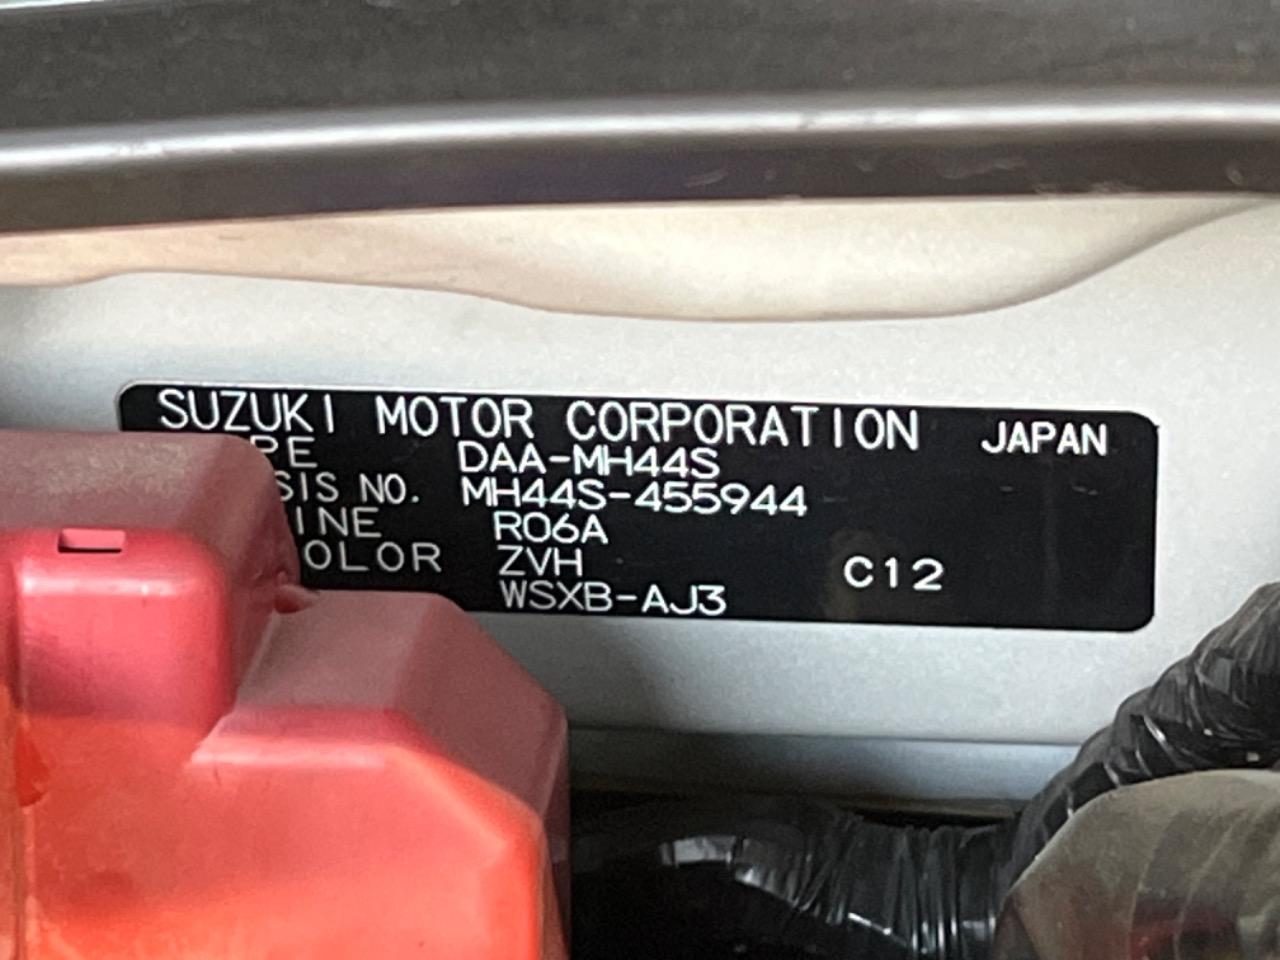 SUZUKI MOTOR CORPORATION JAPAN
PE DAA-MH44S
SIS NO. MH44S-455944
INE R06A
OLOR ZVH C12
WSXB-AJ3